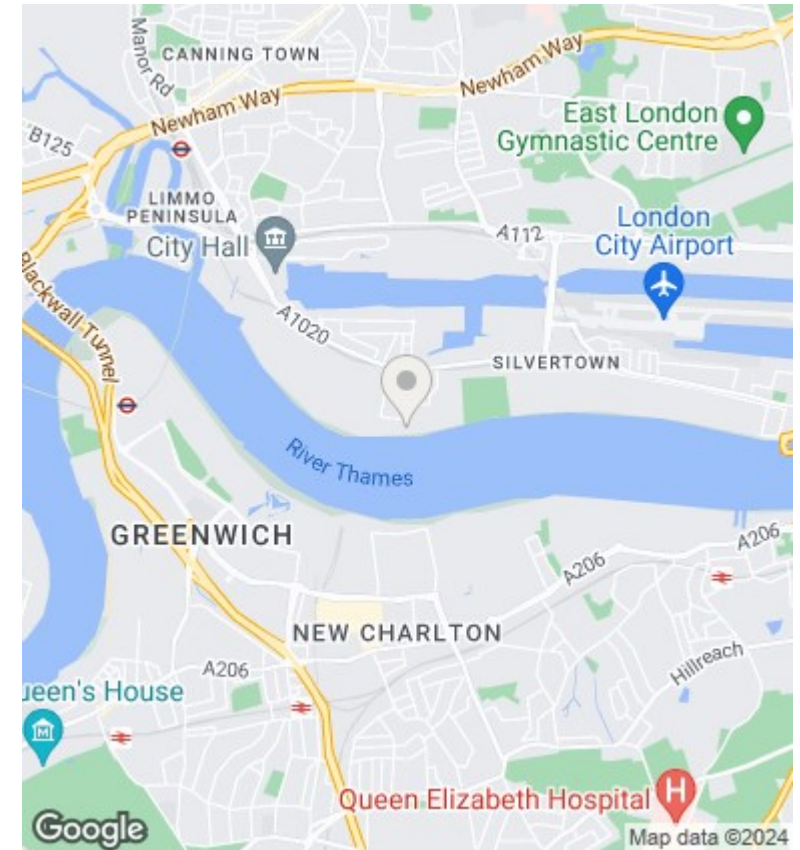 CANNING TOWN
Manor Rd
Newham Way
Newham Way
East London
Gymnastic Centre
B125
LIMMO
PENINSULA
City Hall
A112
London
City Airport
Blackwall Tunnel
A1020
SILVERTOWN
River Thames
GREENWICH
A206
A206
NEW CHARLTON
A206
Hillreach
ueen's House
M
Queen Elizabeth Hospital
H
Google
Map data ©2024